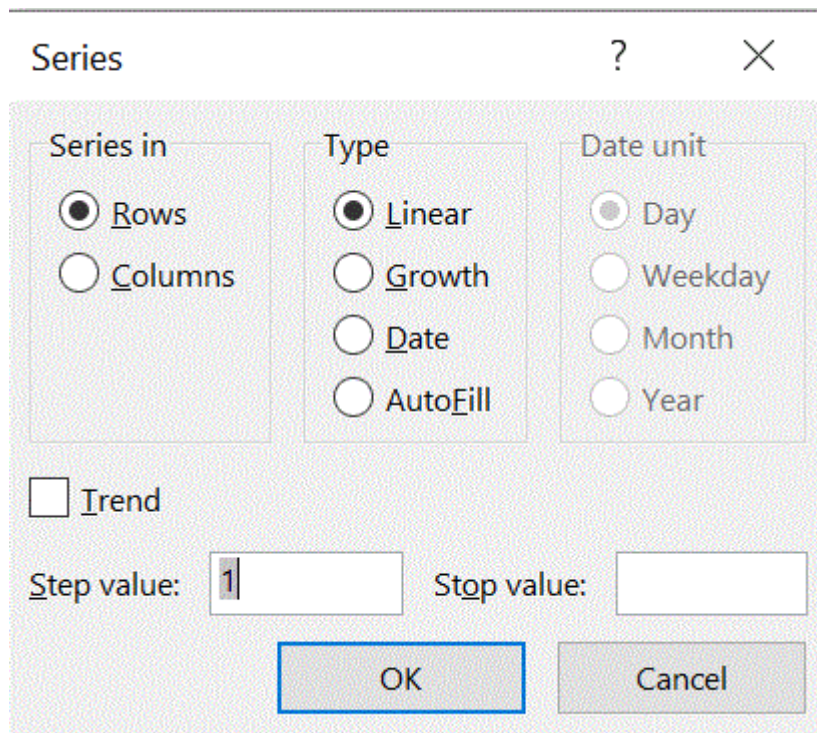 Series ?
Series in
Rows
Columns
Type
Linear
Growth
Date
AutoFill
Date unit
Day
Weekday
Month
Year
Trend
Step value: 1 Stop value:
OK Cancel